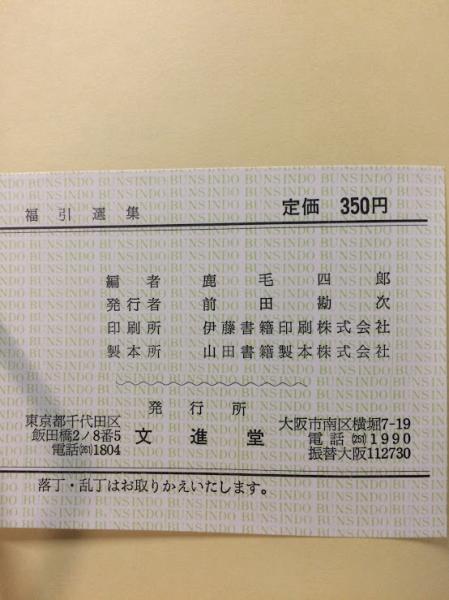 福引選集 定価 350円
編者 鹿毛四郎
発行者 前田勘次
印刷所 伊藤書籍印刷株式会社
製本所 山田書籍製本株式会社
発行所
文進堂
東京都千代田区
飯田橋2ノ8番5
電話㈹1804
大阪市南区横堀7-19
電話(251)1990
振替大阪112730
落丁・乱丁はお取りかえいたします。
BUNSINDO